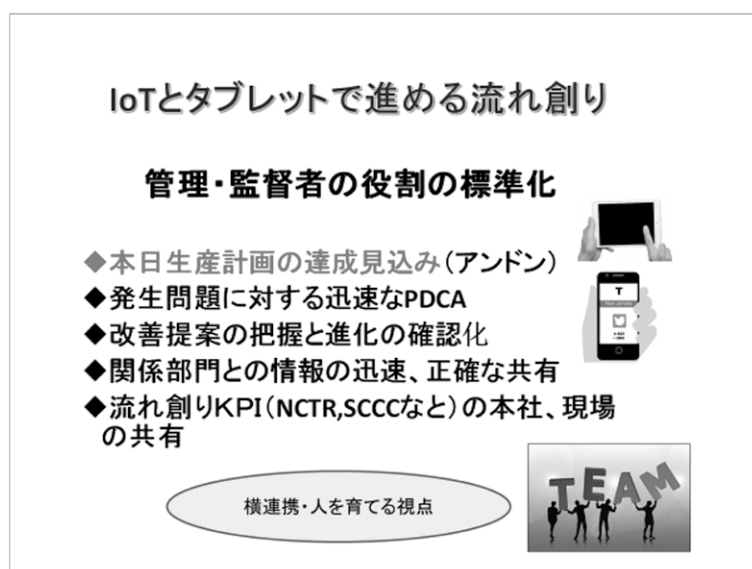 IoTとタブレットで進める流れ創り
管理・監督者の役割の標準化
◆本日生産計画の達成見込み(アンドン)
◆発生問題に対する迅速なPDCA
◆改善提案の把握と進化の確認化
◆関係部門との情報の迅速、正確な共有
◆流れ創りKPI(NCTR,SCCCなと)の本社、現場
の共有
T
横連携・人を育てる視点
TEAM